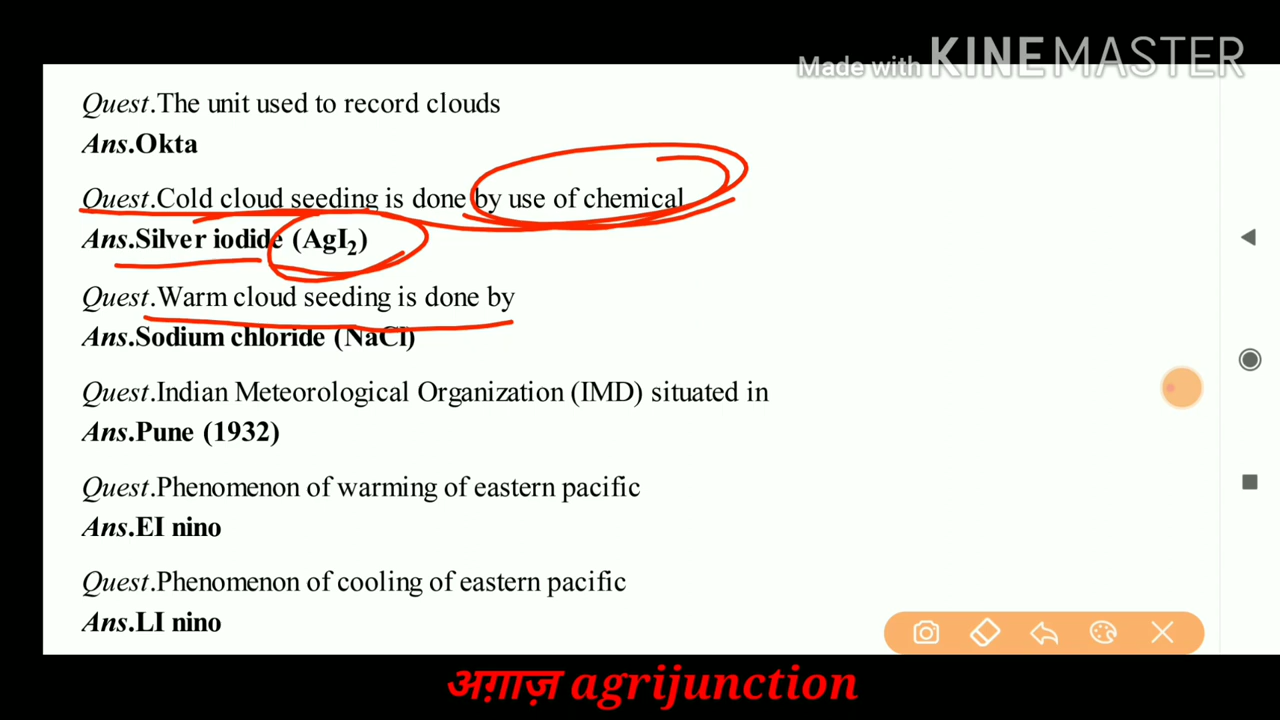 Made with KINEMASTER
Quest.The unit used to record clouds
Ans.Okta
Quest.Cold cloud seeding is done by use of chemical
Ans.Silver iodide (AgI₂)
Quest.Warm cloud seeding is done by
Ans.Sodium chloride (NaCl)
Quest.Indian Meteorological Organization (IMD) situated in
Ans.Pune (1932)
Quest.Phenomenon of warming of eastern pacific
Ans.EI nino
Quest.Phenomenon of cooling of eastern pacific
Ans.LI nino
अग़ाज़ agrijunction